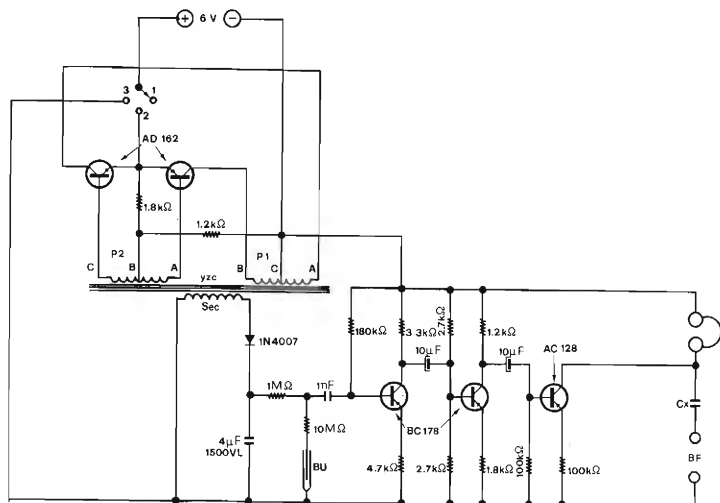 + 6 V −
3 1
2
AD 162
1.8kΩ
1.2kΩ
P2
C B A
P1
B C A
yzc
Sec
1N4007
180kΩ
3 3kΩ
2.7kΩ
1.2kΩ
10µF
10µF
AC 128
1MΩ
1nF
10MΩ
BC178
Cx
4µF
1500VL
BU
4.7kΩ
2.7kΩ
1.8kΩ
100kΩ
100kΩ
BF